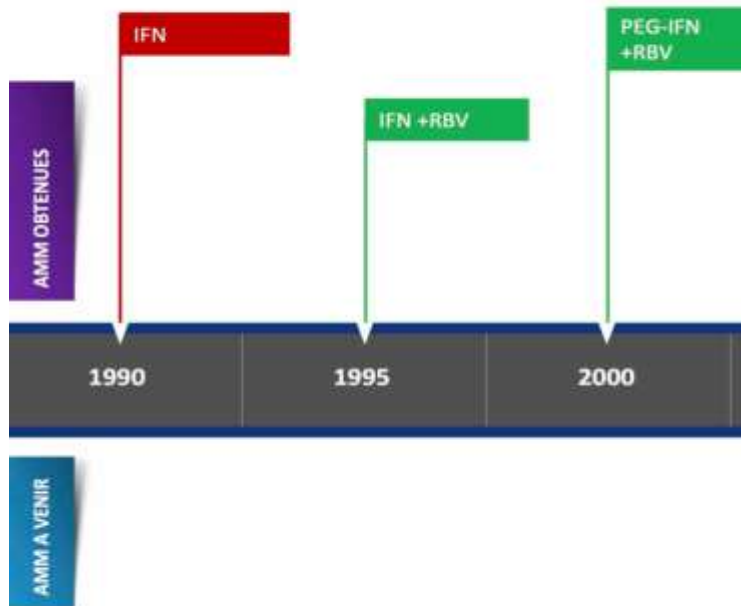 IFN
PEG-IFN
+RBV
IFN +RBV
AMM OBTENUES
1990
1995
2000
AMM A VENIR